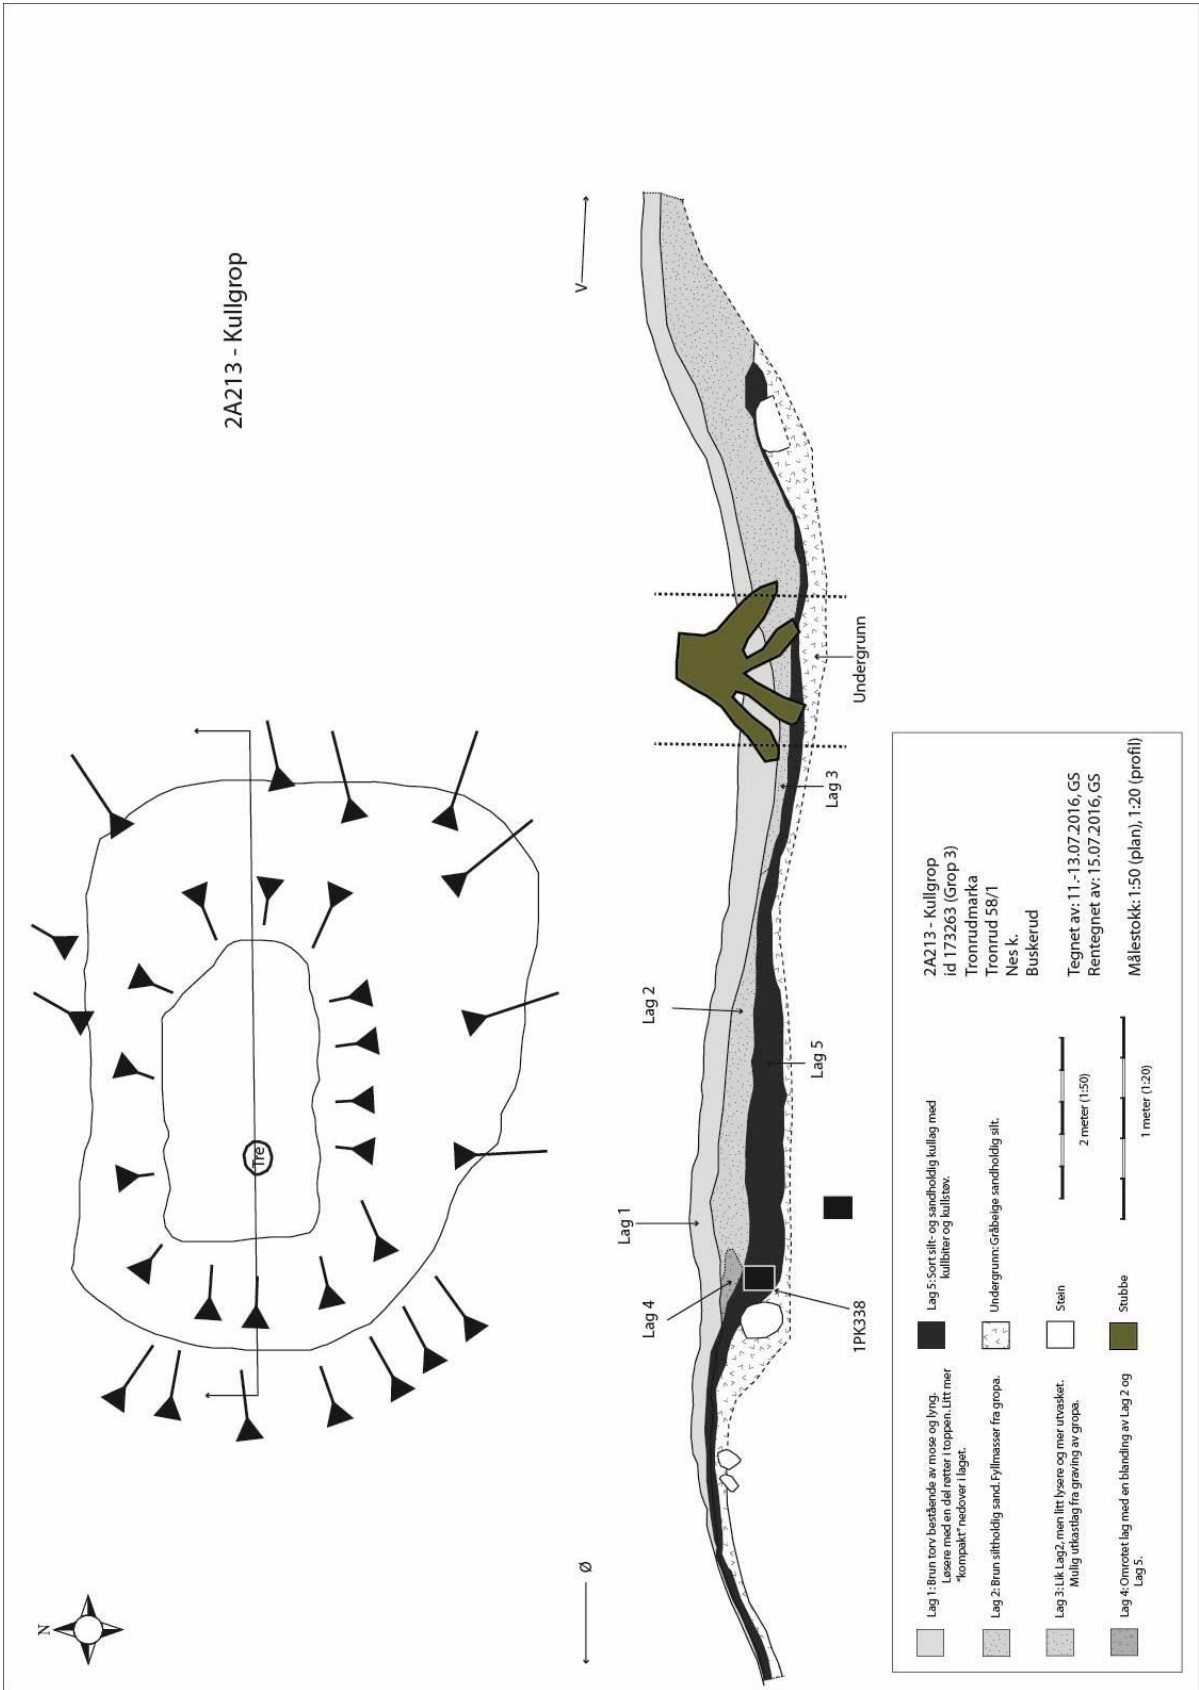 2A213 - Kullgrop
N
Tre
Ø
V
Lag 4
Lag 1
Lag 2
1PK338
Lag 5
Lag 3
Undergrunn
Lag 1: Brun torv bestående av mose og lyng.
Løsere med en del røtter i toppen. Litt mer
"kompakt" nedover i laget.
Lag 2: Brun siltholdig sand. Fyllmasser fra gropa.
Lag 3: Lik Lag2, men litt lysere og mer utvasket.
Mulig utkastlag fra graving av gropa.
Lag 4: Omrotet lag med en blanding av Lag 2 og
Lag 5.
Lag 5: Sort silt- og sandholdig kullag med
kullbiter og kullstøv.
Undergrunn: Gråbeige sandholdig silt.
Stein
Stubbe
2 meter (1:50)
1 meter (1:20)
2A213 - Kullgrop
id 173263 (Grop 3)
Tronrudmarka
Tronrud 58/1
Nes k.
Buskerud
Tegnet av: 11.-13.07.2016, GS
Rentegnet av: 15.07.2016, GS
Målestokk: 1:50 (plan), 1:20 (profil)